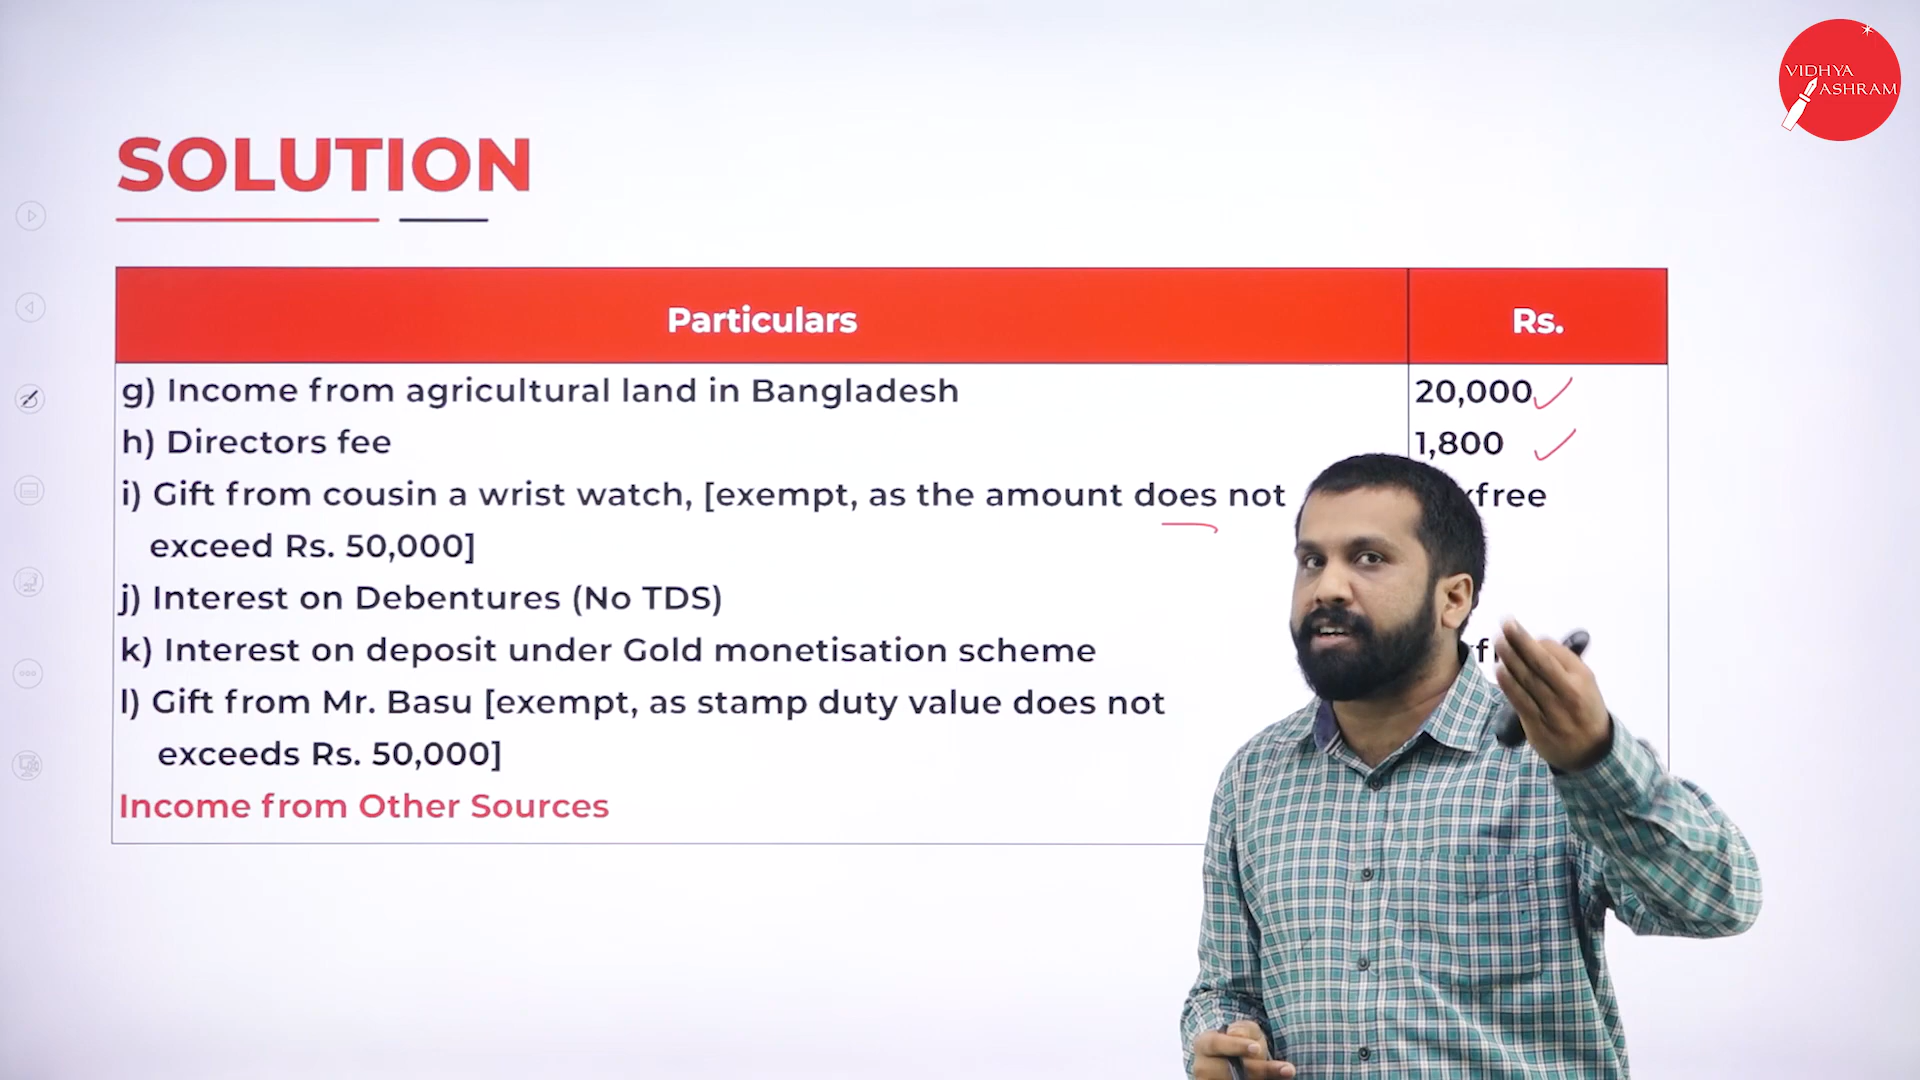 VIDHYA
ASHRAM
SOLUTION
Particulars Rs.
g) Income from agricultural land in Bangladesh 20,000
h) Directors fee 1,800
i) Gift from cousin a wrist watch, [exempt, as the amount does not
exceed Rs. 50,000]
j) Interest on Debentures (No TDS)
k) Interest on deposit under Gold monetisation scheme
l) Gift from Mr. Basu [exempt, as stamp duty value does not
exceeds Rs. 50,000]
Income from Other Sources